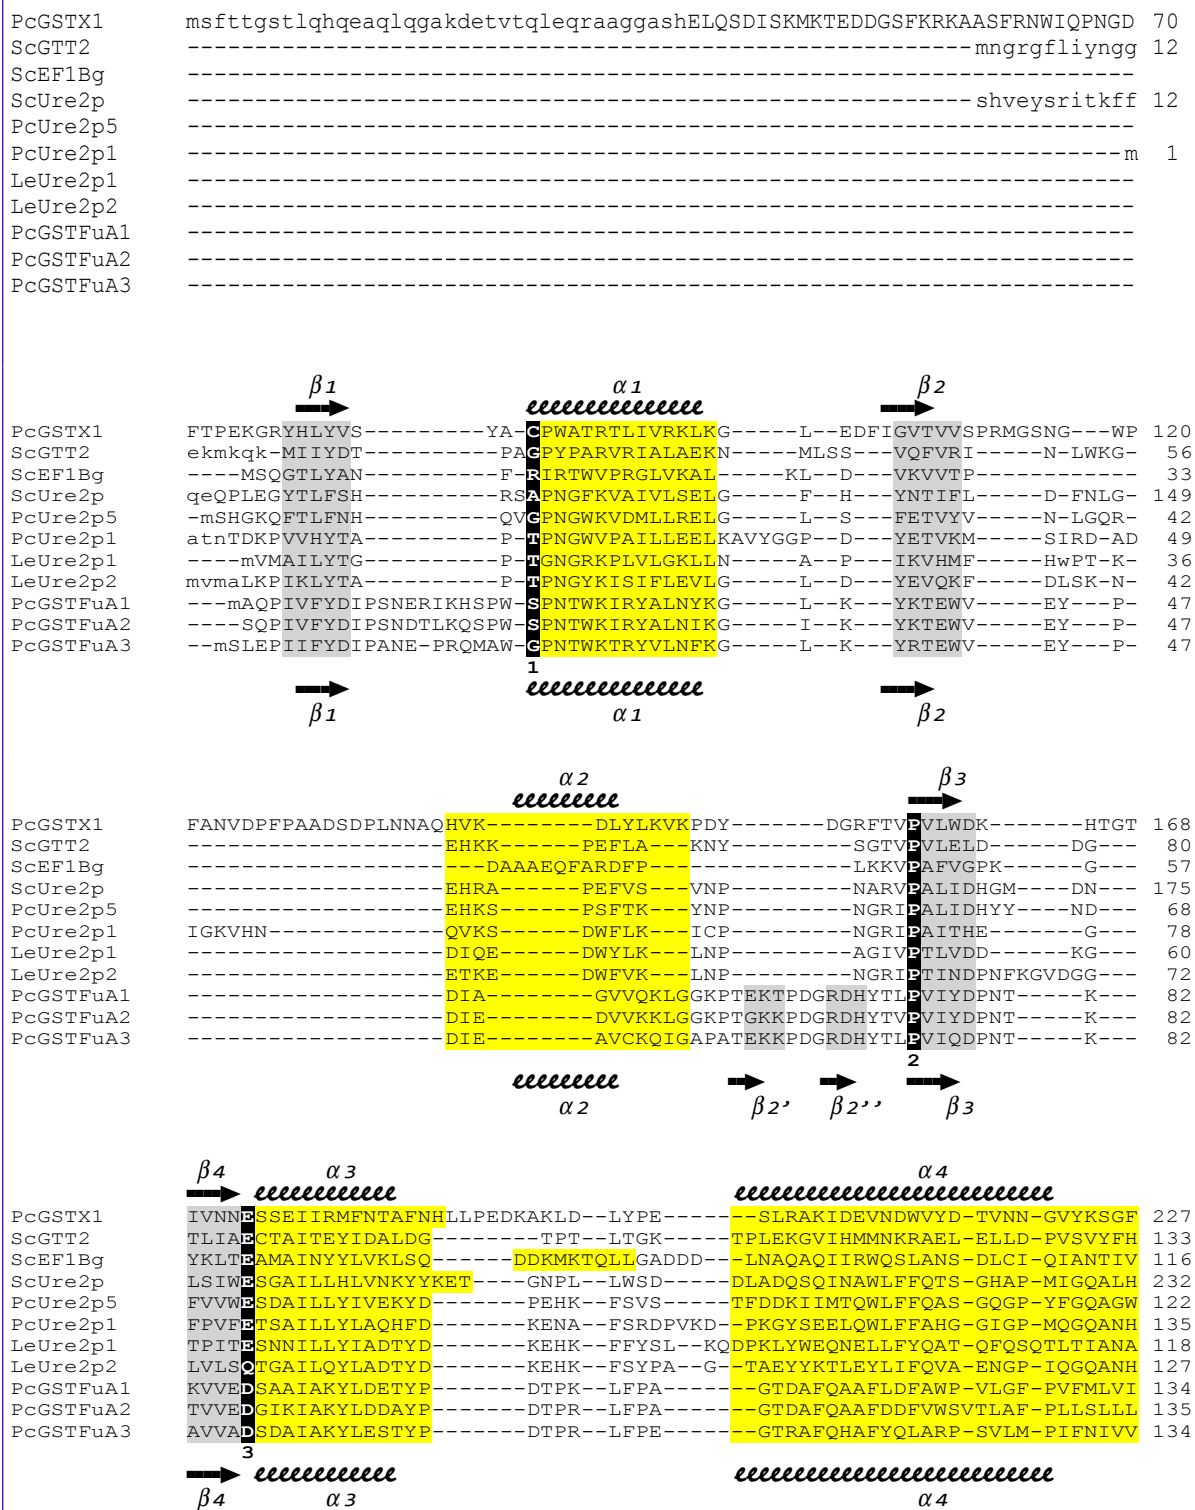 PcGSTX1 msfttgstlqhqeaqlqgakdetvtqleqraaggashELQSDISKMKTEDDGSFKRKAASFRNWIQPNGD 70
ScGTT2 ----------------------------------------------------------mngrgfliyngg 12
ScEF1Bg ----------------------------------------------------------------------
ScUre2p ----------------------------------------------------------shveysritkff 12
PcUre2p5 ----------------------------------------------------------------------
PcUre2p1 ---------------------------------------------------------------------m 1
LeUre2p1 ----------------------------------------------------------------------
LeUre2p2 ----------------------------------------------------------------------
PcGSTFuA1 ----------------------------------------------------------------------
PcGSTFuA2 ----------------------------------------------------------------------
PcGSTFuA3 ----------------------------------------------------------------------
β1 α1 β2
PcGSTX1 FTPEKGRYHLYVS---------YA-CPWATRTLIVRKLKG-----L--EDFIGVTVVSPRMGSNG---WP 120
ScGTT2 ekmkqk-MIIYDT---------PAGPYPARVRIALAEKN-----MLSS---VQFVRI-----N-LWKG- 56
ScEF1Bg ----MSQGTLYAN---------F-RIRTWVPRGLVKAL-----KL--D---VKVVTP------------ 33
ScUre2p qeQPLEGYTLFSH---------RSAPNGFKVAIVLSELG-----F--H---YNTIFL-----D-FNLG- 149
PcUre2p5 -mSHGKQFTLFNH---------QVGPNGWKVDMLLRELG-----L--S---FETVYV-----N-LGQR- 42
PcUre2p1 atnTDKPVVHYTA---------P-TPNGWVPAILLEELKAVYGGP--D---YETVKM-----SIRD-AD 49
LeUre2p1 ---mVMAILYTG----------P-TGNGRKPLVLGKLLN-----A--P---IKVHMF-----HwPT-K- 36
LeUre2p2 mvmaLKPIKLYTA---------P-TPNGYKISIFLEVLG-----L--D---YEVQKF----DLSK-N- 42
PcGSTFuA1 ---mAQPIVFYDIPSNERIKHSPW-SPNTWKIRYALNYKG-----L--K---YKTEWV-----EY---P- 47
PcGSTFuA2 ----SQPIVFYDIPSNDTLKQSPW-SPNTWKIRYALNIKG-----I--K---YKTEWV-----EY---P- 47
PcGSTFuA3 --mSLEPIIFYDIPANE-PRQMAW-GPNTWKTRYVLNFKG-----L--K---YRTEWV-----EY---P- 47
1
β1 α1 β2
α2 β3
PcGSTX1 FANVDPFPAADSDPLNNAQHVK--------DLYLKVKPDY-------DGRFTVPVLWDK-------HTGT 168
ScGTT2 -------------------EHKK------PEFLA---KNY-------SGTVPVLELD--------DG--- 80
ScEF1Bg ----------------------DAAAEQFARDFP---------------LKKVPAFVGPK-----G--- 57
ScUre2p -------------------EHRA------PEFVS---VNP---------NARVPALIDHGM----DN--- 175
PcUre2p5 -------------------EHKS------PSFTK---YNP---------NGRIPALIDHYY----ND--- 68
PcUre2p1 IGKVHN-------------QVKS------DWFLK---ICP---------NGRIPAITHE------G--- 78
LeUre2p1 -------------------DIQE------DWYLK---LNP---------AGIVPTLVDD----KG--- 60
LeUre2p2 -------------------ETKE------DWFVK---LNP---------NGRIPTINDPNFKGVDGG--- 72
PcGSTFuA1 -------------------DIA--------GVVQKLGGKPTEKTPDGRDHYTLPVIYDPNT-----K--- 82
PcGSTFuA2 -------------------DIE--------DVVKKLGGKPTGKKPDGRDHYTVPVIYDPNT-----K--- 82
PcGSTFuA3 -------------------DIE--------AVCKQIGAPATEKKPDGRDHYTLPVIQDPNT-----K--- 82
2
α2 β2’ β2’’ β3
β4 α3 α4
PcGSTX1 IVNNESSEIIRMFNTAFNHLLPEDKAKLD--LYPE------SLRAKIDEVNDWVYD-TVNN-GVYKSGF 227
ScGTT2 TLIAECTAITEYIDALDG-------TPT--LTGK------TPLEKGVIHMMNKRAEL-ELLD-PVSVYFH 133
ScEF1Bg YKLTEAMAINYYLVKLSQ------DDKMKTQLLGADDD--LNAQAQIIRWQSLANS-DLCI-QIANTIV 116
ScUre2p LSIWESGAILLHLVNKYYKET----GNPL--LWSD-----DLADQSQINAWLFFQTS-GHAP-MIGQALH 232
PcUre2p5 FVVWESDAILLYIVEKYD-------PEHK--FSVS-----TFDDKIIMTQWLFFQAS-GQGP-YFGQAGW 122
PcUre2p1 FPVFETSAILLYLAQHFD-------KENA--FSRDPVKD--PKGYSEELQWLFFAHG-GIGP-MQGQANH 135
LeUre2p1 TPITESNNILLYIADTYD-------KEHK--FFYSL--KQDPKLYWEQNELLFYQAT-QFQSQTLTIANA 118
LeUre2p2 LVLSQTGAILQYLADTYD-------KEHK--FSYPA--G--TAEYYKTLEYLIFQVA-ENGP-IQGQANH 127
PcGSTFuA1 KVVEDSAAIAKYLDETYP-------DTPK--LFPA-------GTDAFQAAFLDFAWP-VLGF-PVFMLVI 134
PcGSTFuA2 TVVEDGIKIAKYLDDAYP-------DTPR--LFPA-------GTDAFQAAFDDFVWSVTLAF-PLLSLLL 135
PcGSTFuA3 AVVADSDAIAKYLESTYP-------DTPR--LFPE-------GTRAFQHAFYQLARP-SVLM-PIFNIVV 134
3
β4 α3 α4